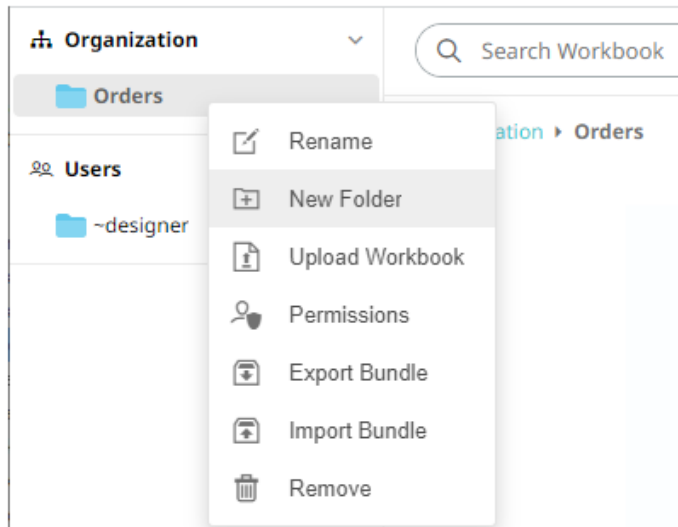 Organization
Orders
Users
~designer
Search Workbook
ation ▸ Orders
Rename
New Folder
Upload Workbook
Permissions
Export Bundle
Import Bundle
Remove